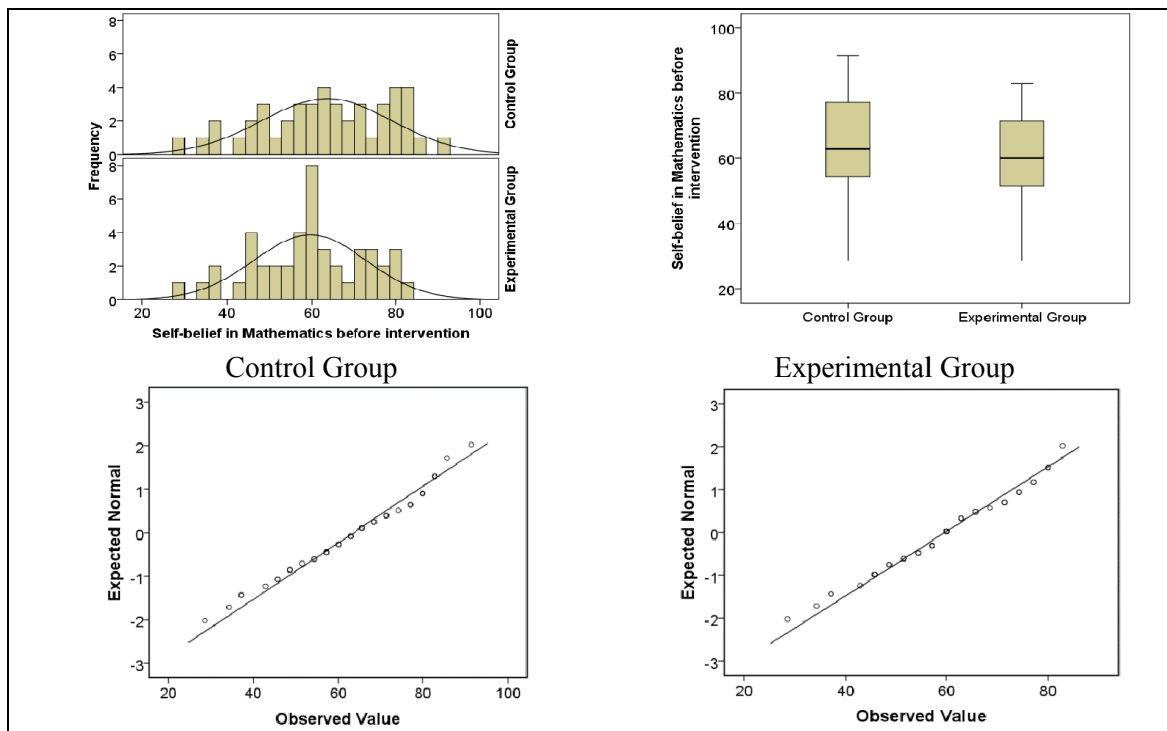 8
6
4
2
0
Control Group
8
6
4
2
0
Experimental Group
Frequency
20 40 60 80 100
Self-belief in Mathematics before intervention
100
80
60
40
20
Self-belief in Mathematics before
intervention
Control Group Experimental Group
Control Group
3
2
1
0
-1
-2
-3
Expected Normal
20 40 60 80 100
Observed Value
Experimental Group
3
2
1
0
-1
-2
-3
Expected Normal
20 40 60 80
Observed Value